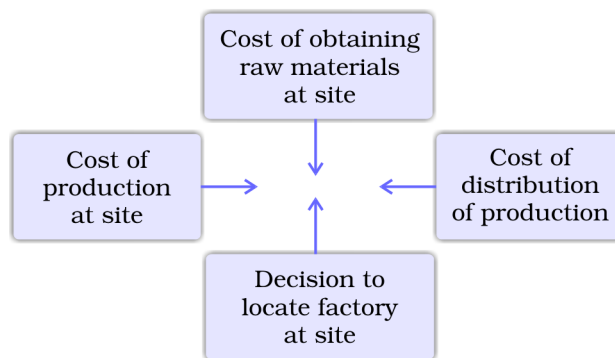 Cost of obtaining
raw materials
at site
Cost of
production
at site
Cost of
distribution
of production
Decision to
locate factory
at site